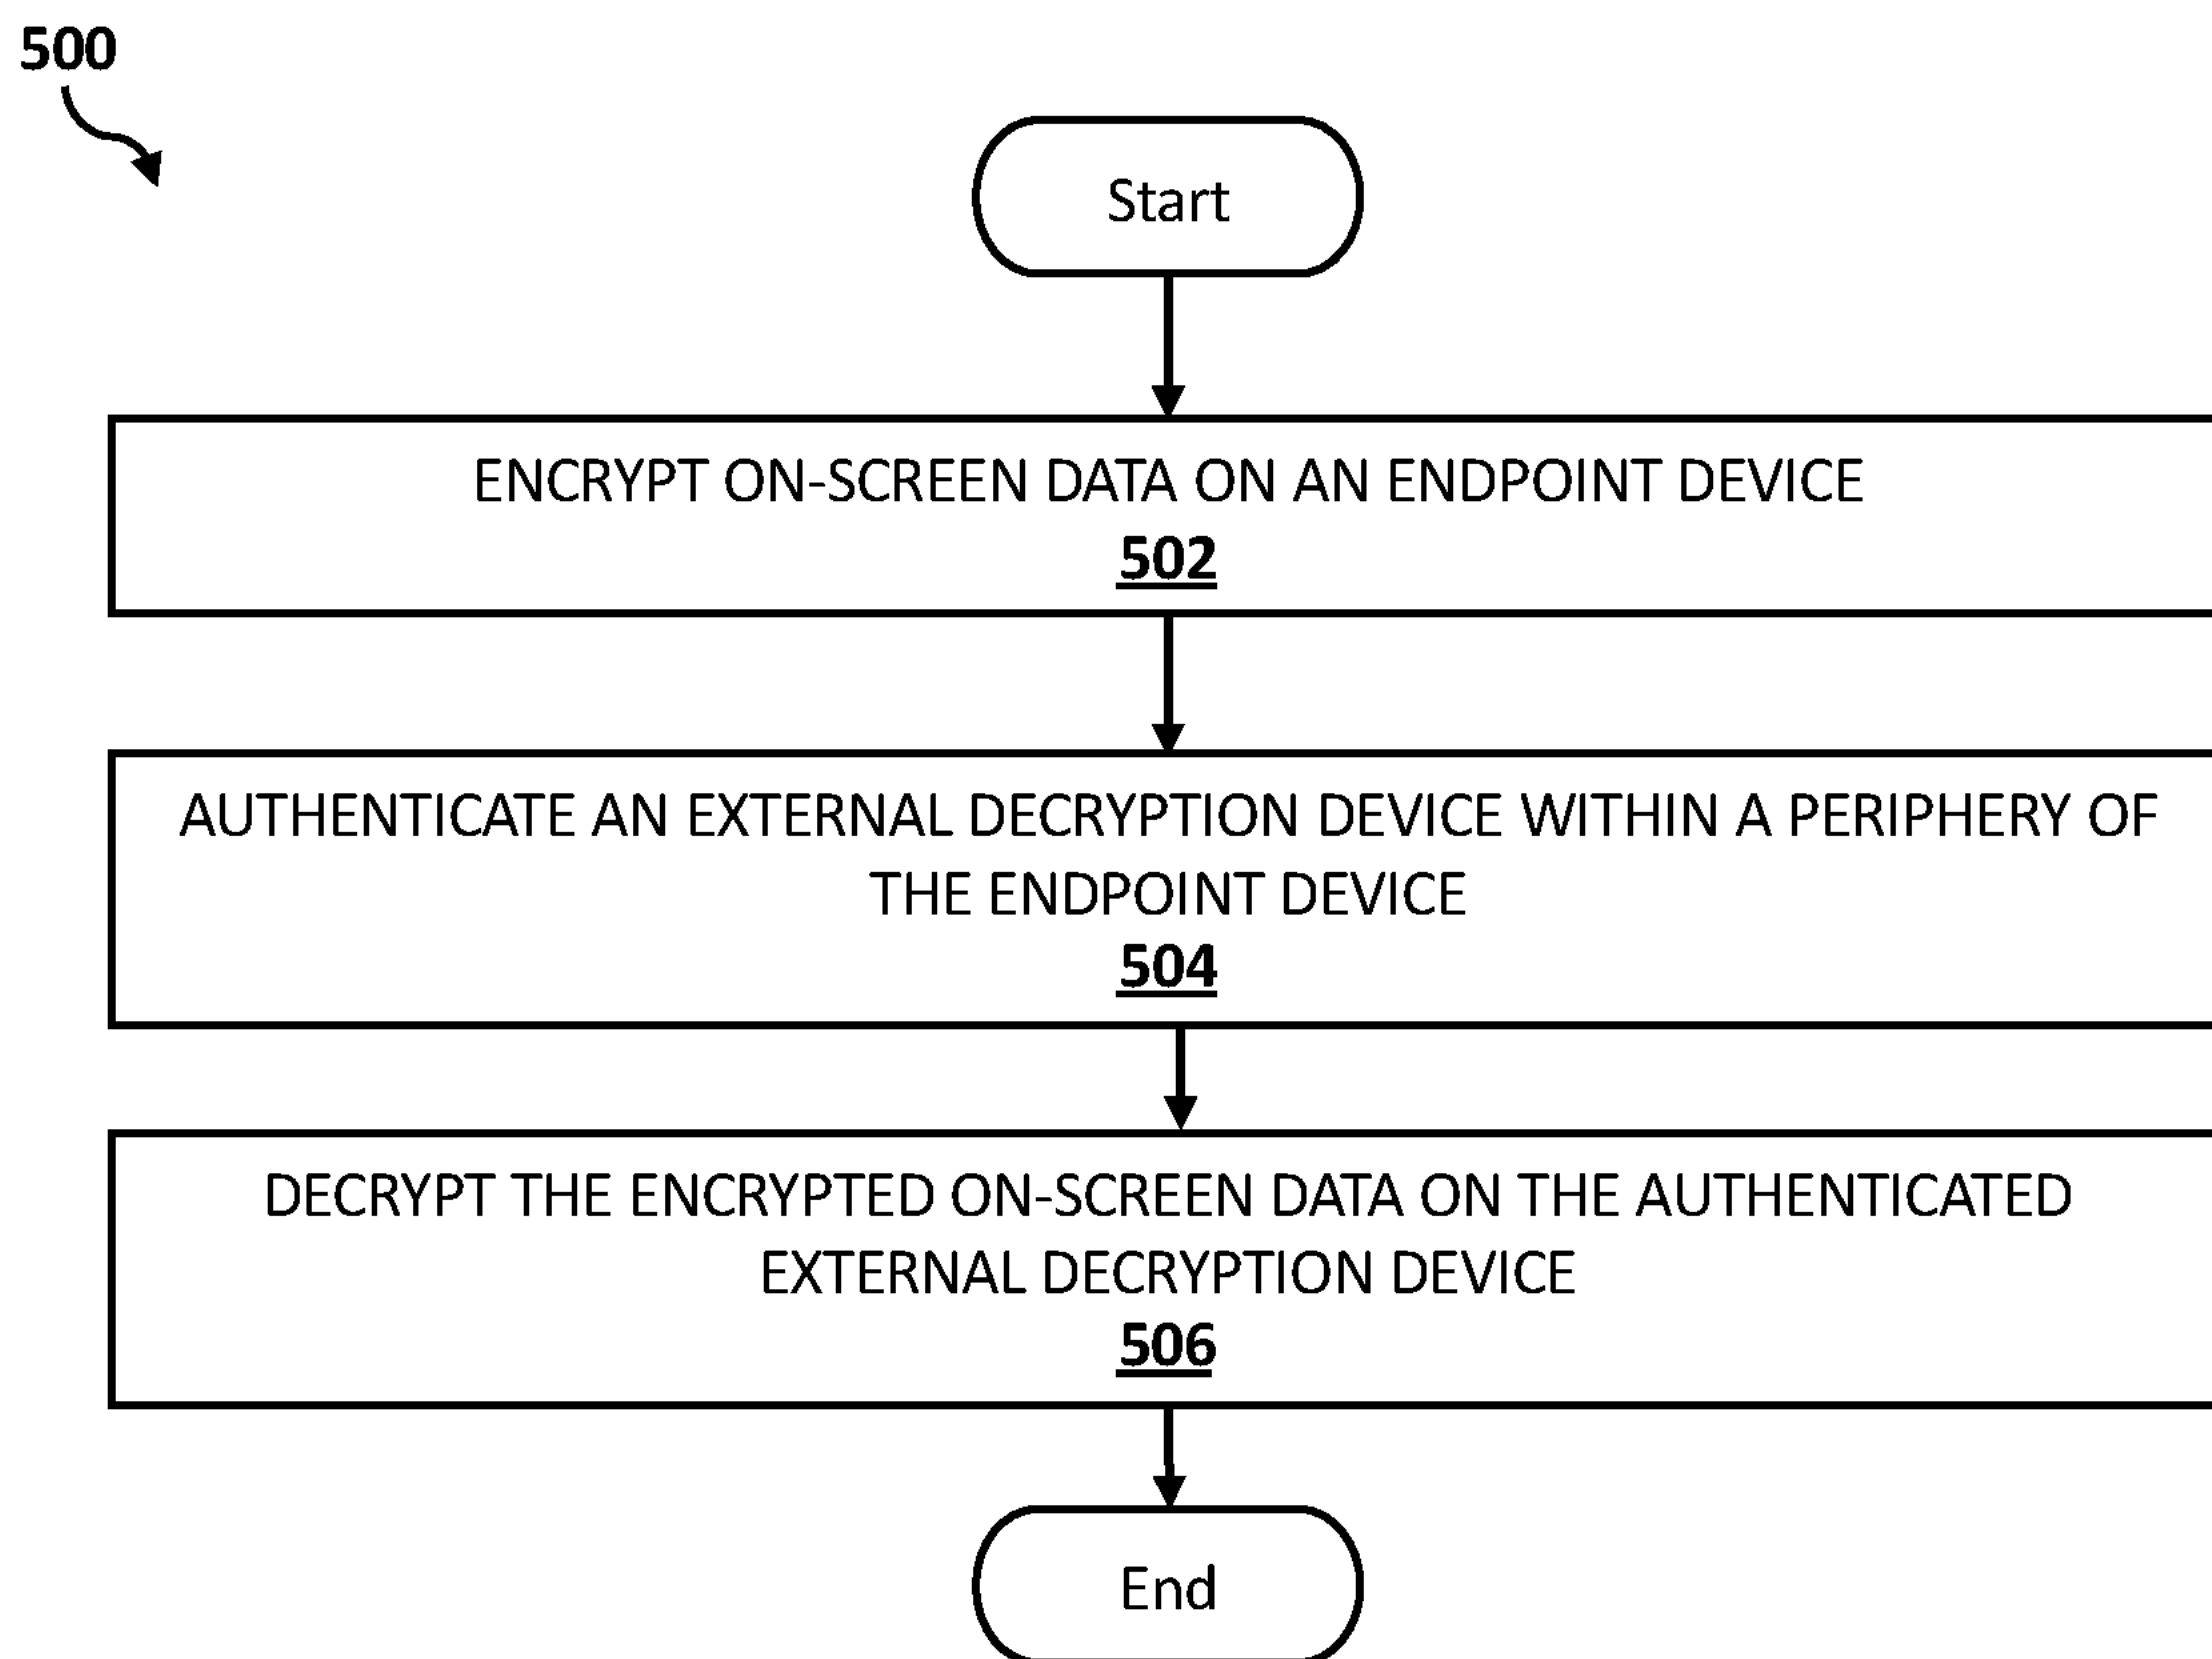 500
Start
ENCRYPT ON-SCREEN DATA ON AN ENDPOINT DEVICE
502
AUTHENTICATE AN EXTERNAL DECRYPTION DEVICE WITHIN A PERIPHERY OF
THE ENDPOINT DEVICE
504
DECRYPT THE ENCRYPTED ON-SCREEN DATA ON THE AUTHENTICATED
EXTERNAL DECRYPTION DEVICE
506
End